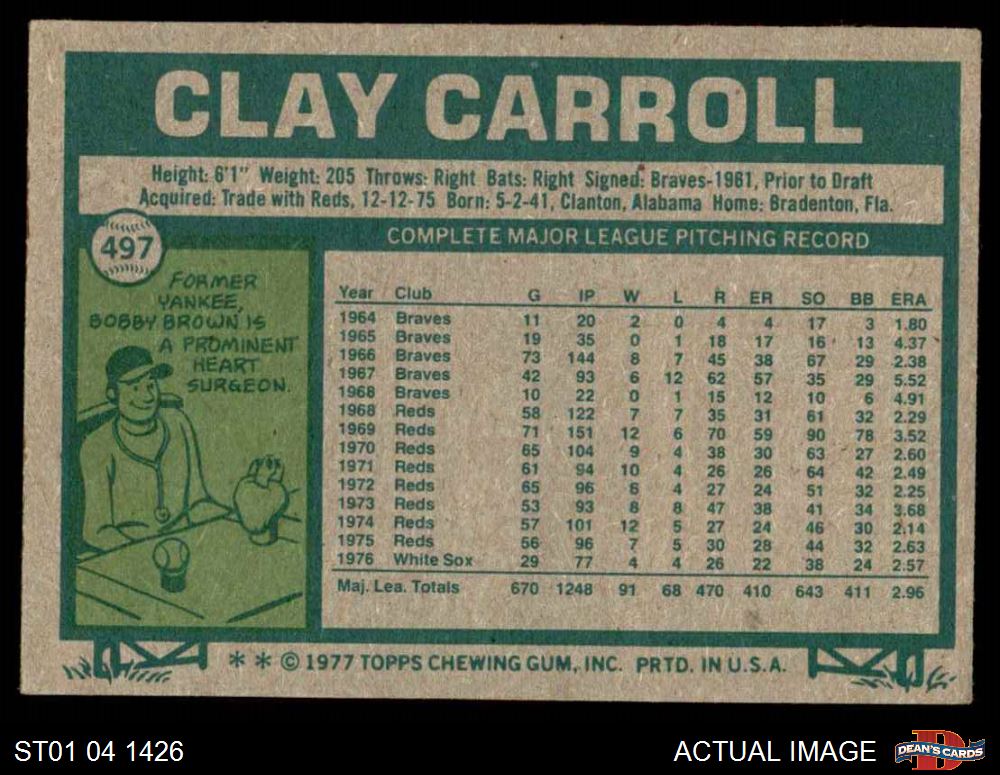 CLAY CARROLL
Height: 6'1" Weight: 205 Throws: Right Bats: Right Signed: Braves-1961, Prior to Draft
Acquired: Trade with Reds, 12-12-75 Born: 5-2-41, Clanton, Alabama Home: Bradenton, Fla.
497
FORMER
YANKEE,
BOBBY BROWN IS
A PROMINENT
HEART
SURGEON.
COMPLETE MAJOR LEAGUE PITCHING RECORD
Year Club G IP W L R ER SO BB ERA
1964 Braves 11 20 2 0 4 4 17 3 1.80
1965 Braves 19 35 0 1 18 17 16 13 4.37
1966 Braves 73 144 8 7 45 38 67 29 2.38
1967 Braves 42 93 6 12 62 57 35 29 5.52
1968 Braves 10 22 0 1 15 12 10 6 4.91
1968 Reds 58 122 7 7 35 31 61 32 2.29
1969 Reds 71 151 12 6 70 59 90 78 3.52
1970 Reds 65 104 9 4 38 30 63 27 2.60
1971 Reds 61 94 10 4 26 26 64 42 2.49
1972 Reds 65 96 6 4 27 24 51 32 2.25
1973 Reds 53 93 8 8 47 38 41 34 3.68
1974 Reds 57 101 12 5 27 24 46 30 2.14
1975 Reds 56 96 7 5 30 28 44 32 2.63
1976 White Sox 29 77 4 4 26 22 38 24 2.57
Maj. Lea. Totals 670 1248 91 68 470 410 643 411 2.96
** © 1977 TOPPS CHEWING GUM, INC. PRTD. IN U.S.A.
ST01 04 1426
ACTUAL IMAGE
D
DEAN'S CARDS